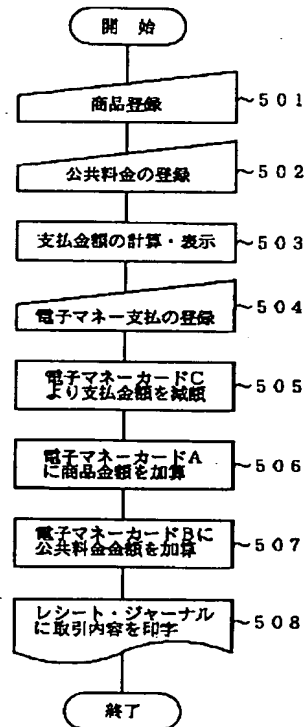 開 始
商品登録 ~501
公共料金の登録 ~502
支払金額の計算・表示 ~503
電子マネー支払の登録 ~504
電子マネーカードC
より支払金額を減額 ~505
電子マネーカードA
に商品金額を加算 ~506
電子マネーカードBに
公共料金金額を加算 ~507
レシート・ジャーナル
に取引内容を印字 ~508
終了